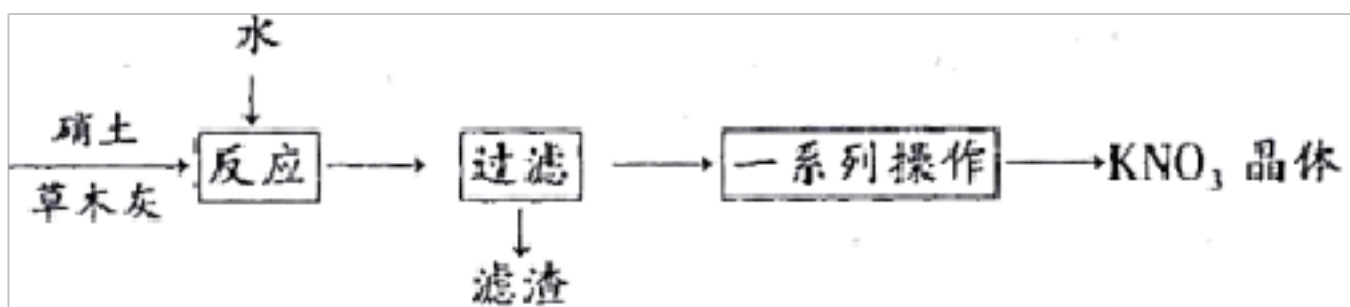 水
硝土
草木灰
反应
过滤
滤渣
一系列操作
KNO₃ 晶体